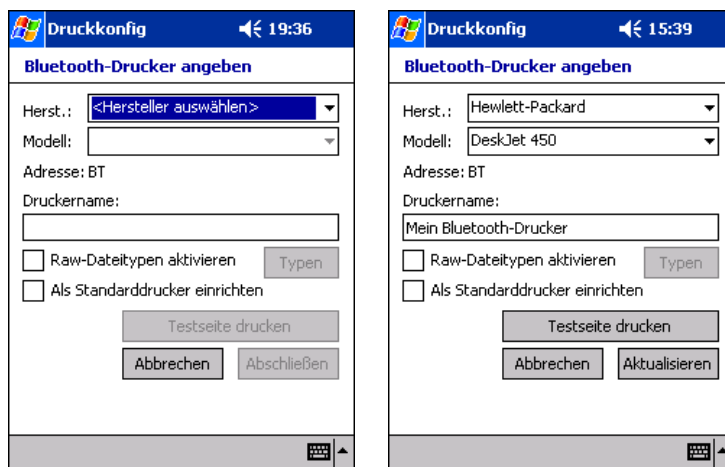 Druckkonfig 19:36
Bluetooth-Drucker angeben
Herst.: <Hersteller auswählen>
Modell:
Adresse: BT
Druckername:
Raw-Dateitypen aktivieren Typen
Als Standarddrucker einrichten
Testseite drucken
Abbrechen Abschließen
Druckkonfig 15:39
Bluetooth-Drucker angeben
Herst.: Hewlett-Packard
Modell: DeskJet 450
Adresse: BT
Druckername:
Mein Bluetooth-Drucker
Raw-Dateitypen aktivieren Typen
Als Standarddrucker einrichten
Testseite drucken
Abbrechen Aktualisieren